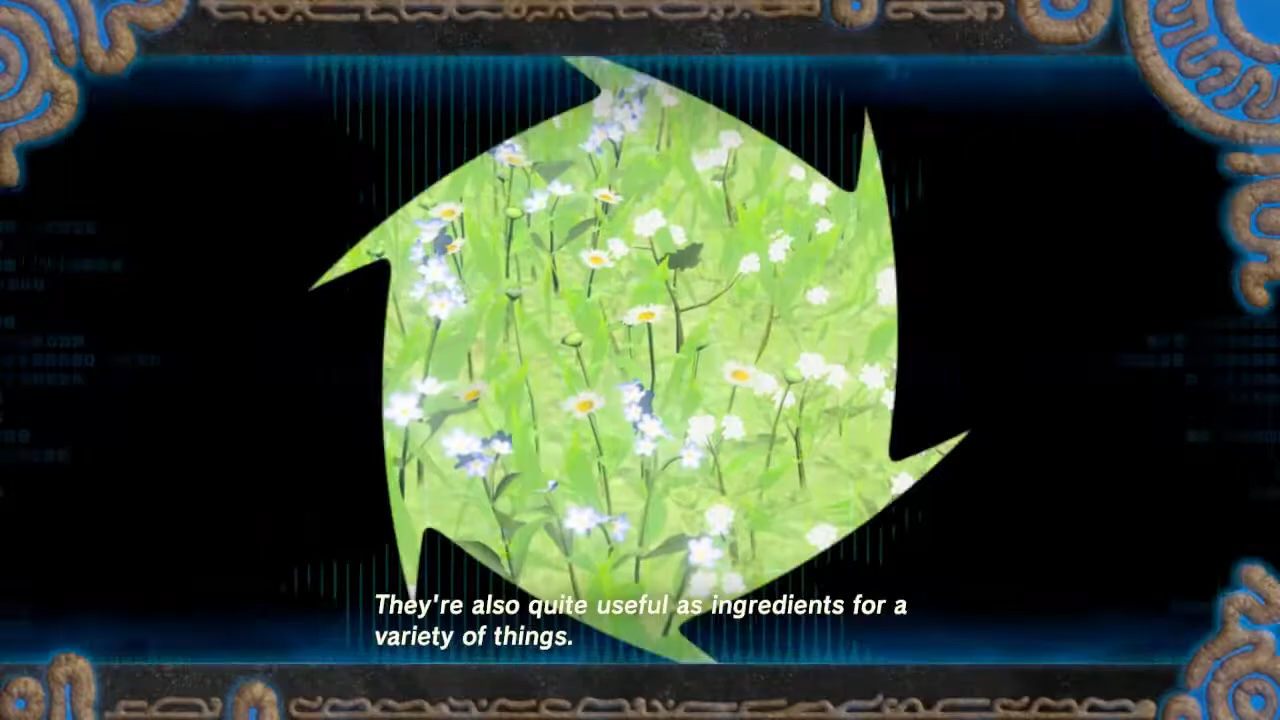 They're also quite useful as ingredients for a
variety of things.